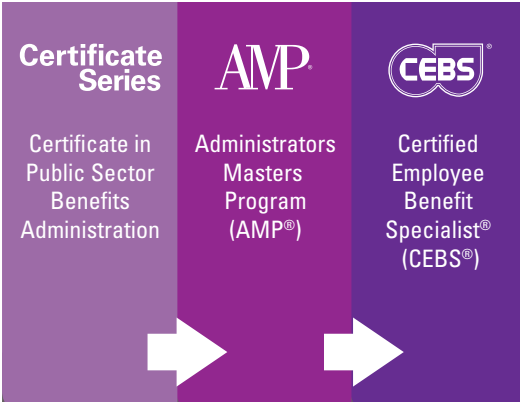 Certificate
Series
Certificate in
Public Sector
Benefits
Administration
AMP®
Administrators
Masters
Program
(AMP®)
CEBS®
Certified
Employee
Benefit
Specialist®
(CEBS®)